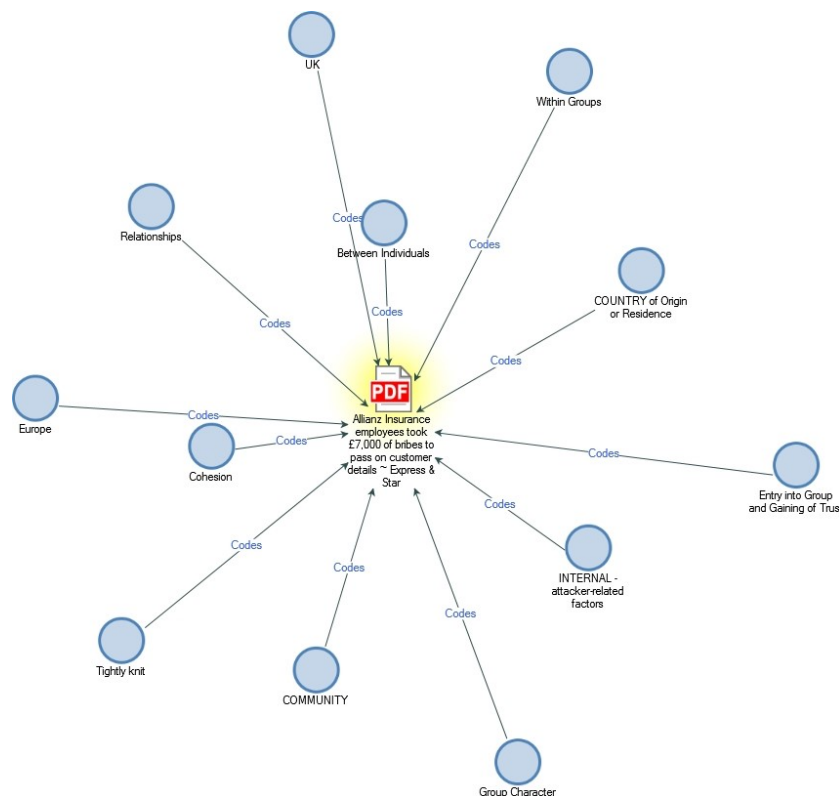 UK
Within Groups
Relationships
Codes
Between Individuals
Codes
COUNTRY of Origin
or Residence
Codes
Codes
Codes
PDF
Europe
Codes
Allianz Insurance
employees took
£7,000 of bribes to
pass on customer
details ~ Express &
Star
Codes
Cohesion
Codes
Codes
Entry into Group
and Gaining of Trus
Codes
Codes
INTERNAL -
attacker-related
factors
Codes
Codes
Tightly knit
COMMUNITY
Group Character